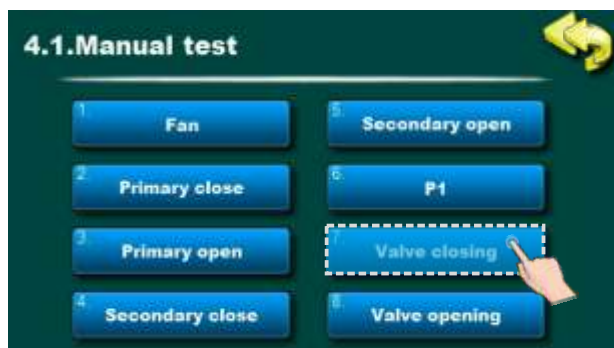 4.1.Manual test
1.
Fan
2.
Primary close
3.
Primary open
4.
Secondary close
5.
Secondary open
6.
P1
7.
Valve closing
8.
Valve opening